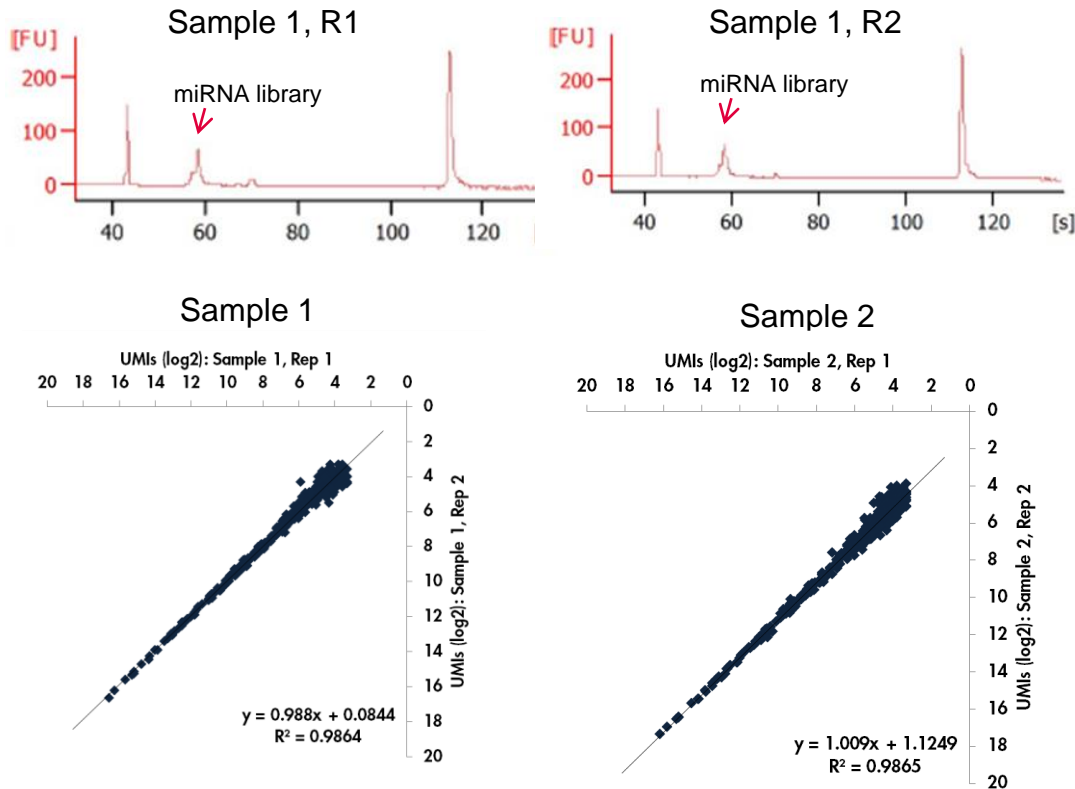 Sample 1, R1
[FU]
200
100
0
miRNA library
40 60 80 100 120
Sample 1, R2
[FU]
200
100
0
miRNA library
40 60 80 100 120 [s]
Sample 1
UMIs (log2): Sample 1, Rep 1
20 18 16 14 12 10 8 6 4 2 0
0
2
4
6
8
10
12
14
16
18
20
UMIs (log2): Sample 1, Rep 2
y = 0.988x + 0.0844
R² = 0.9864
Sample 2
UMIs (log2): Sample 2, Rep 1
20 18 16 14 12 10 8 6 4 2 0
0
2
4
6
8
10
12
14
16
18
20
UMIs (log2): Sample 2, Rep 2
y = 1.009x + 1.1249
R² = 0.9865